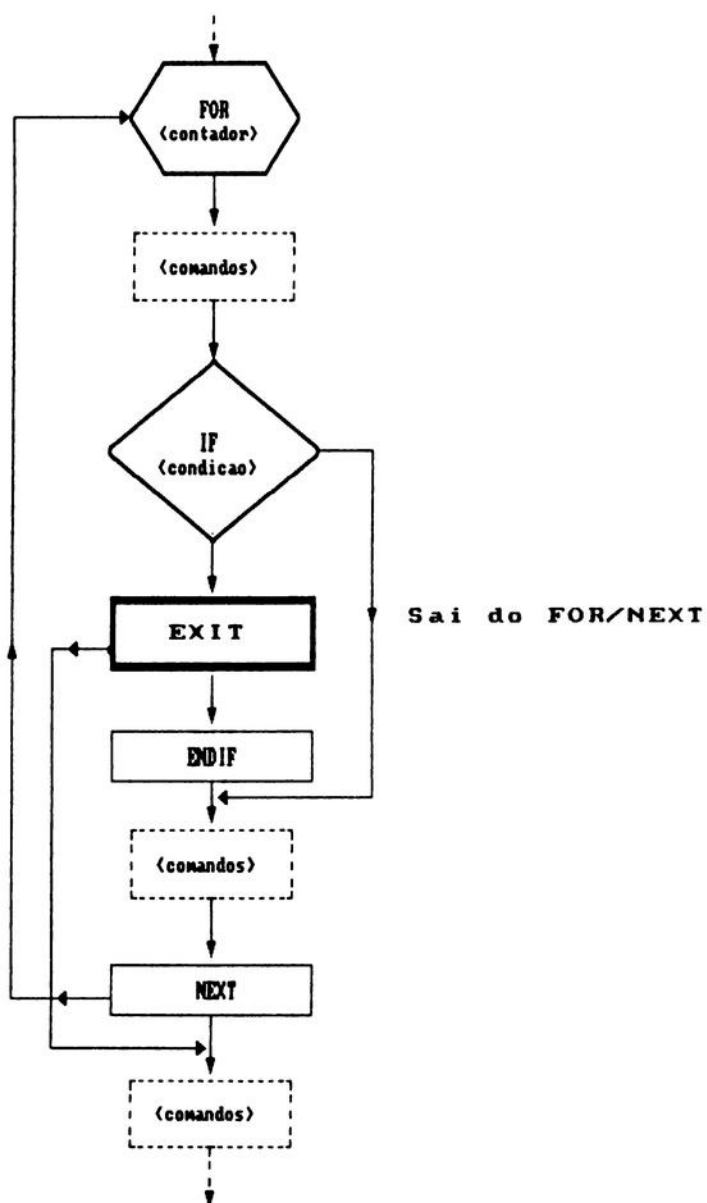 FOR
<contador>
<comandos>
IF
<condicao>
EXIT
Sai do FOR/NEXT
ENDIF
<comandos>
NEXT
<comandos>